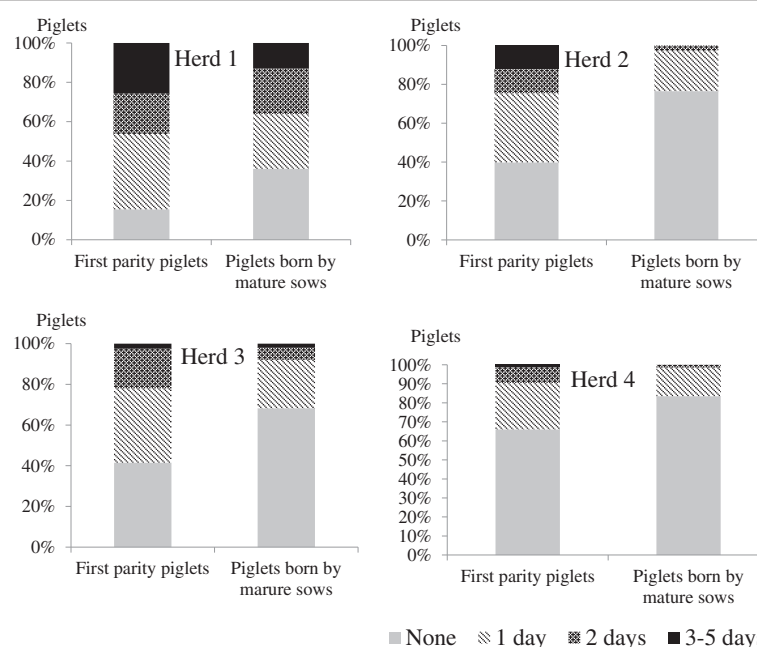 Piglets
100%
80%
60%
40%
20%
0%
Herd 1
First parity piglets
Piglets born by
mature sows
Piglets
100%
80%
60%
40%
20%
0%
Herd 2
First parity piglets
Piglets born by
mature sows
Piglets
100%
80%
60%
40%
20%
0%
Herd 3
First parity piglets
Piglets born by
marure sows
Piglets
100%
90%
80%
70%
60%
50%
40%
30%
20%
10%
0%
Herd 4
First parity piglets
Piglets born by
mature sows
None 1 day 2 days 3-5 day